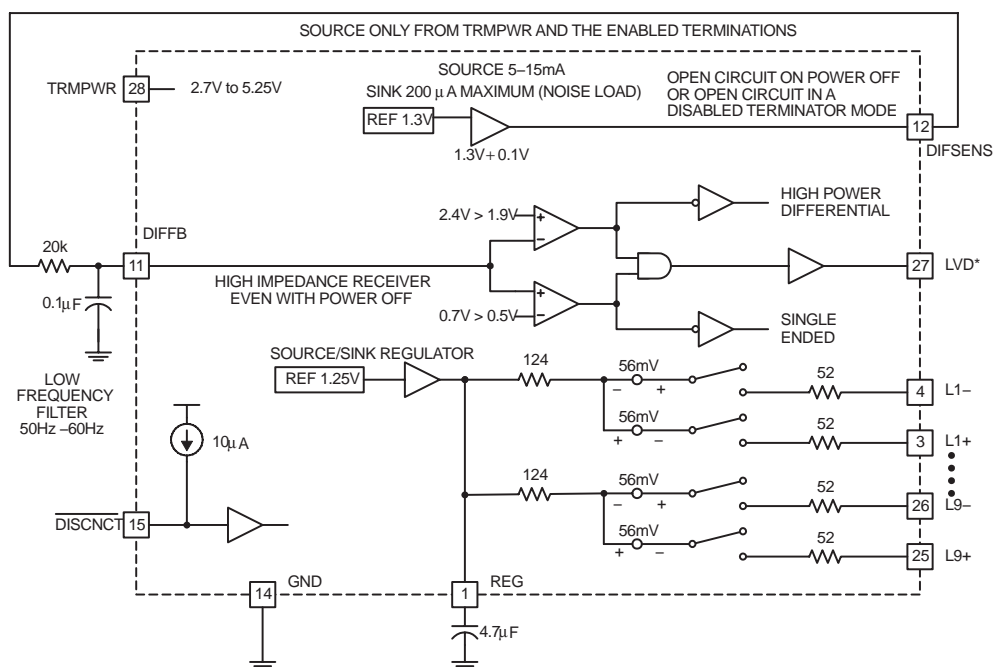 SOURCE ONLY FROM TRMPWR AND THE ENABLED TERMINATIONS
TRMPWR
28
2.7V to 5.25V
SOURCE 5–15mA
SINK 200 μA MAXIMUM (NOISE LOAD)
REF 1.3V
1.3V+0.1V
OPEN CIRCUIT ON POWER OFF
OR OPEN CIRCUIT IN A
DISABLED TERMINATOR MODE
12
DIFSENS
HIGH POWER
DIFFERENTIAL
2.4V > 1.9V
+
−
20k
DIFFB
11
HIGH IMPEDANCE RECEIVER
EVEN WITH POWER OFF
27
LVD*
0.1μF
+
−
0.7V > 0.5V
SINGLE
ENDED
LOW
FREQUENCY
FILTER
50Hz –60Hz
SOURCE/SINK REGULATOR
REF 1.25V
124
56mV
– +
52
4
L1–
56mV
+ –
52
3
L1+
10μA
124
56mV
– +
52
26
L9–
56mV
+ –
52
25
L9+
DISCNCT
15
14
GND
1
REG
4.7μF